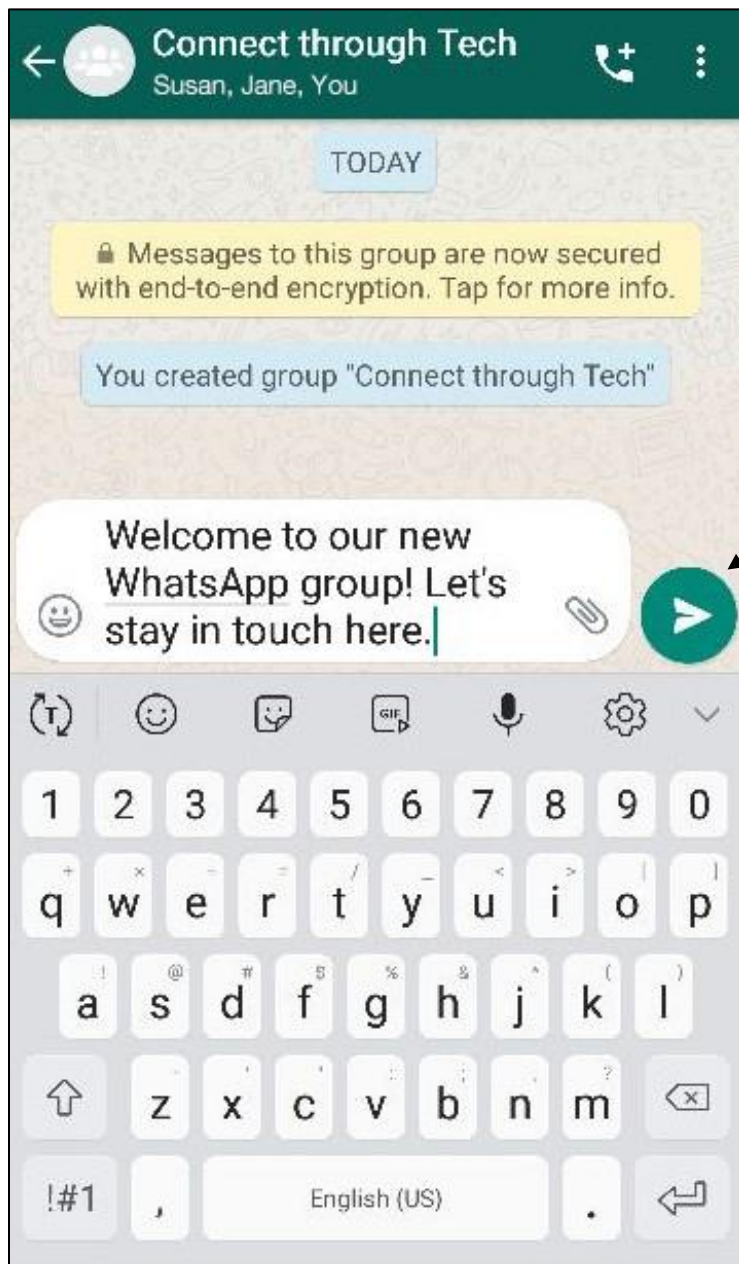 Connect through Tech
Susan, Jane, You
TODAY
Messages to this group are now secured
with end-to-end encryption. Tap for more info.
You created group "Connect through Tech"
Welcome to our new
WhatsApp group! Let's
stay in touch here.
T GIF
1 2 3 4 5 6 7 8 9 0
q w e r t y u i o p
a s d f g h j k l
z x c v b n m
!#1 , English (US) .